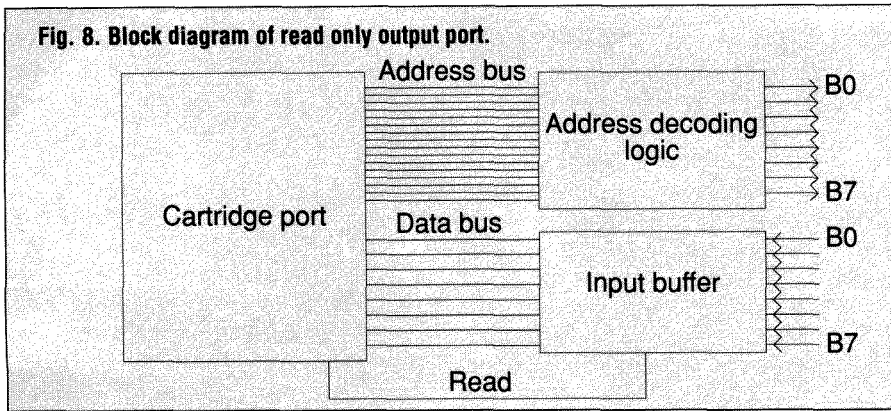 Fig. 8. Block diagram of read only output port.
Address bus
B0
Address decoding
logic
B7
Cartridge port
Data bus
B0
Input buffer
B7
Read